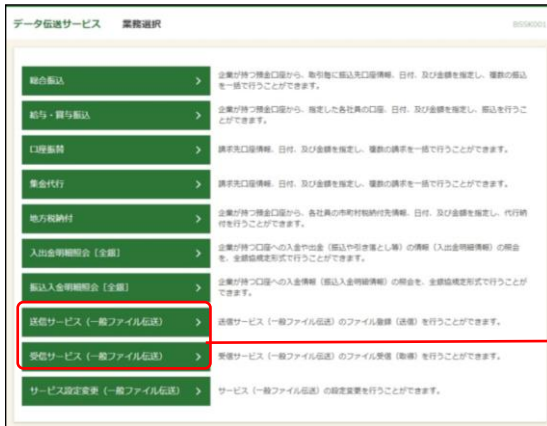 データ伝送サービス 業務選択
BSSK001
総合振込
企業が持つ預金口座から、取引毎に振込先口座情報、日付、及び金額を指定し、複数の振込
を一括で行うことができます。
給与・賞与振込
企業が持つ預金口座から、指定した各社員の口座、日付、及び金額を指定し、振込を行うこ
とができます。
口座振替
請求先口座情報、日付、及び金額を指定し、複数の請求を一括で行うことができます。
集金代行
請求先口座情報、日付、及び金額を指定し、複数の請求を一括で行うことができます。
地方税納付
企業が持つ預金口座から、各社員の市町村税納付先情報、日付、及び金額を指定し、代行納
付を行うことができます。
入出金明細照会［全銀］
企業が持つ口座への入金や出金（振込や引き落とし等）の情報（入出金明細情報）の照会
を、全銀協規定形式で行うことができます。
振込入金明細照会［全銀］
企業が持つ口座への入金情報（振込入金明細情報）の照会を、全銀協規定形式で行うことが
できます。
送信サービス（一般ファイル伝送）
送信サービス（一般ファイル伝送）のファイル登録（送信）を行うことができます。
受信サービス（一般ファイル伝送）
受信サービス（一般ファイル伝送）のファイル受信（取得）を行うことができます。
サービス設定変更（一般ファイル伝送）
サービス（一般ファイル伝送）の設定変更を行うことができます。